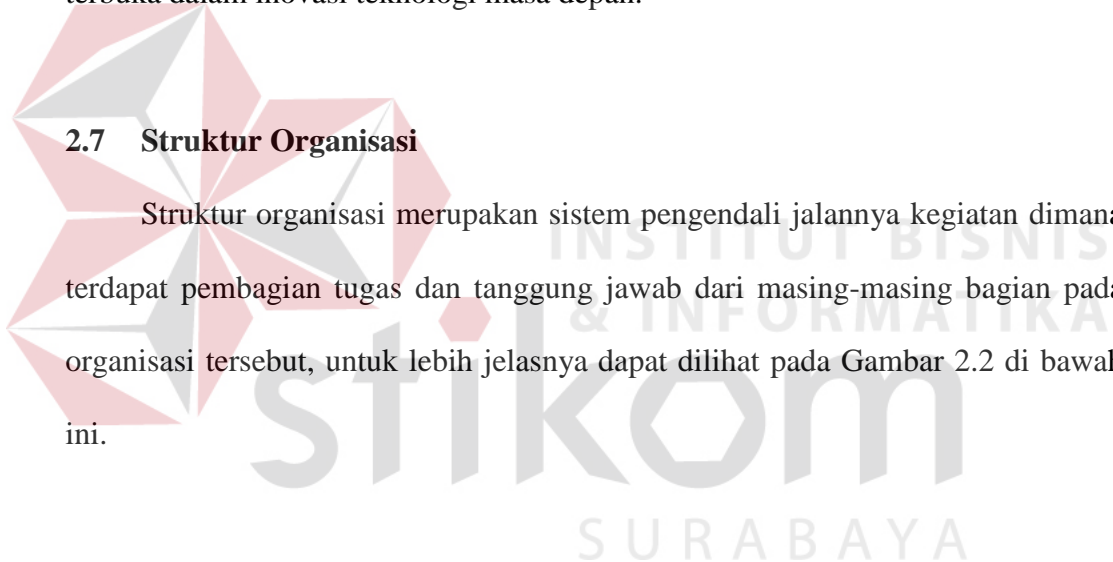 terbuka dalam inovasi teknologi masa depan.
2.7 Struktur Organisasi
Struktur organisasi merupakan sistem pengendali jalannya kegiatan dimana
terdapat pembagian tugas dan tanggung jawab dari masing-masing bagian pada
organisasi tersebut, untuk lebih jelasnya dapat dilihat pada Gambar 2.2 di bawah
ini.
INSTITUT BISNIS
& INFORMATIKA
stikom
SURABAYA